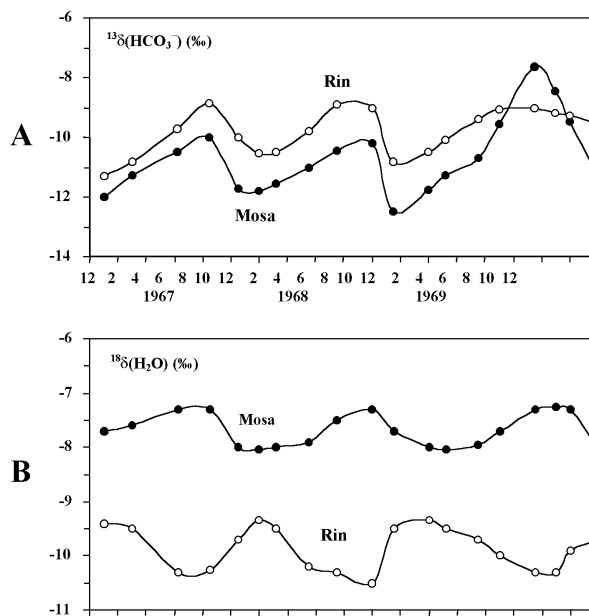 -6
¹³δ(HCO₃⁻) (‰)
-8
Rin
A
-10
-12
Mosa
-14
12 2 4 6 8 10 12 2 4 6 8 10 12 2 4 6 8 10 12
1967 1968 1969
-6
¹⁸δ(H₂O) (‰)
-7
Mosa
-8
B
-9
Rin
-10
-11